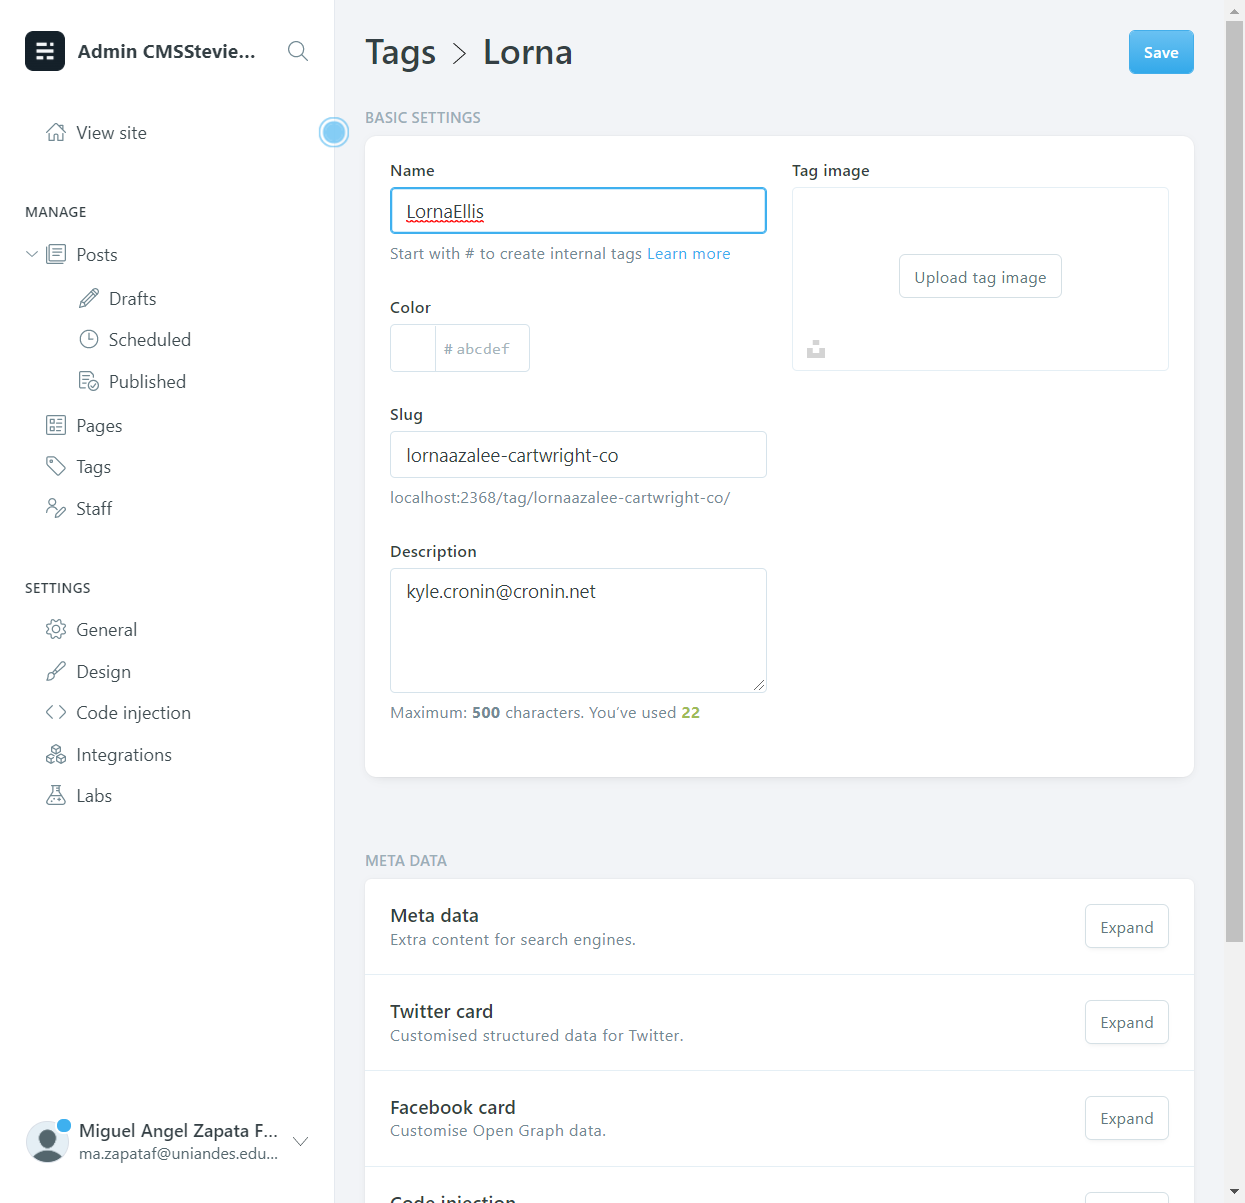 Admin CMSStevie...
View site
MANAGE
Posts
Drafts
Scheduled
Published
Pages
Tags
Staff
SETTINGS
General
Design
Code injection
Integrations
Labs
Miguel Angel Zapata F...
ma.zapataf@uniandes.edu...
Tags > Lorna
Save
BASIC SETTINGS
Name
LornaEllis
Start with # to create internal tags Learn more
Color
# abcdef
Slug
lornaazalee-cartwright-co
localhost:2368/tag/lornaazalee-cartwright-co/
Description
kyle.cronin@cronin.net
Maximum: 500 characters. You’ve used 22
Tag image
Upload tag image
META DATA
Meta data
Extra content for search engines.
Expand
Twitter card
Customised structured data for Twitter.
Expand
Facebook card
Customise Open Graph data.
Expand
Code injection